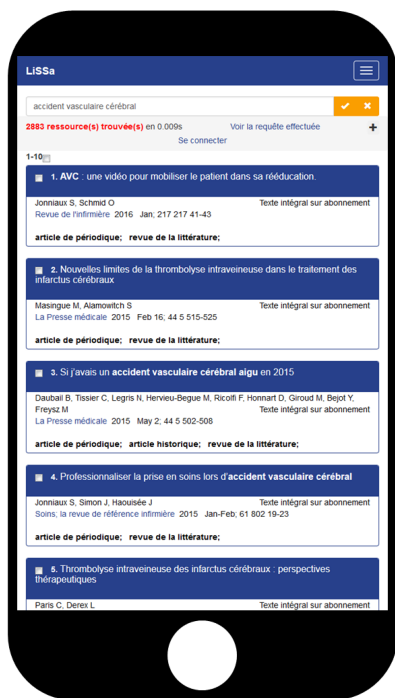 LiSSa
accident vasculaire cérébral
2883 ressource(s) trouvée(s) en 0.009s Voir la requête effectuée
Se connecter
1-10
1. AVC : une vidéo pour mobiliser le patient dans sa rééducation.
Jonniaux S, Schmid O Texte intégral sur abonnement
Revue de l'infirmière 2016 Jan; 217 217 41-43
article de périodique; revue de la littérature;
2. Nouvelles limites de la thrombolyse intraveineuse dans le traitement des
infarctus cérébraux
Masingue M, Alamowitch S Texte intégral sur abonnement
La Presse médicale 2015 Feb 16; 44 5 515-525
article de périodique; revue de la littérature;
3. Si j'avais un accident vasculaire cérébral aigu en 2015
Daubail B, Tissier C, Legris N, Hervieu-Begue M, Ricolfi F, Honnart D, Giroud M, Bejot Y,
Freysz M Texte intégral sur abonnement
La Presse médicale 2015 May 2; 44 5 502-508
article de périodique; article historique; revue de la littérature;
4. Professionnaliser la prise en soins lors d'accident vasculaire cérébral
Jonniaux S, Simon J, Haouisée J Texte intégral sur abonnement
Soins; la revue de référence infirmière 2015 Jan-Feb; 61 802 19-23
article de périodique; revue de la littérature;
5. Thrombolyse intraveineuse des infarctus cérébraux : perspectives
thérapeutiques
Paris C, Derex L Texte intégral sur abonnement